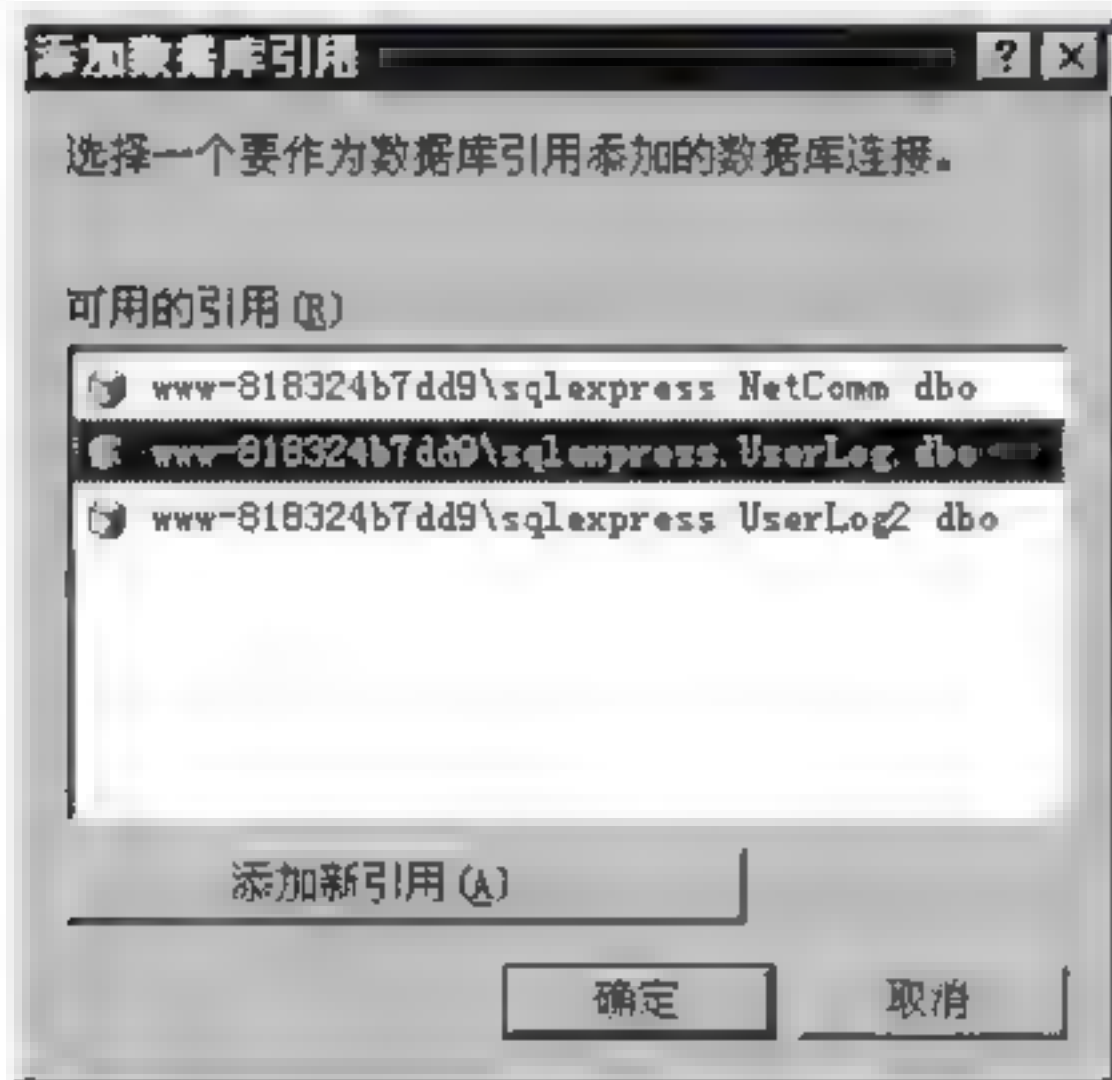 添加数据库引用
选择一个要作为数据库引用添加的数据库连接。
可用的引用(R)
www-818324b7dd9\sqlexpress NetComm dbo
www-818324b7dd9\sqlexpress.UserLog.dbo
www-818324b7dd9\sqlexpress UserLog2 dbo
添加新引用(A)
确定
取消